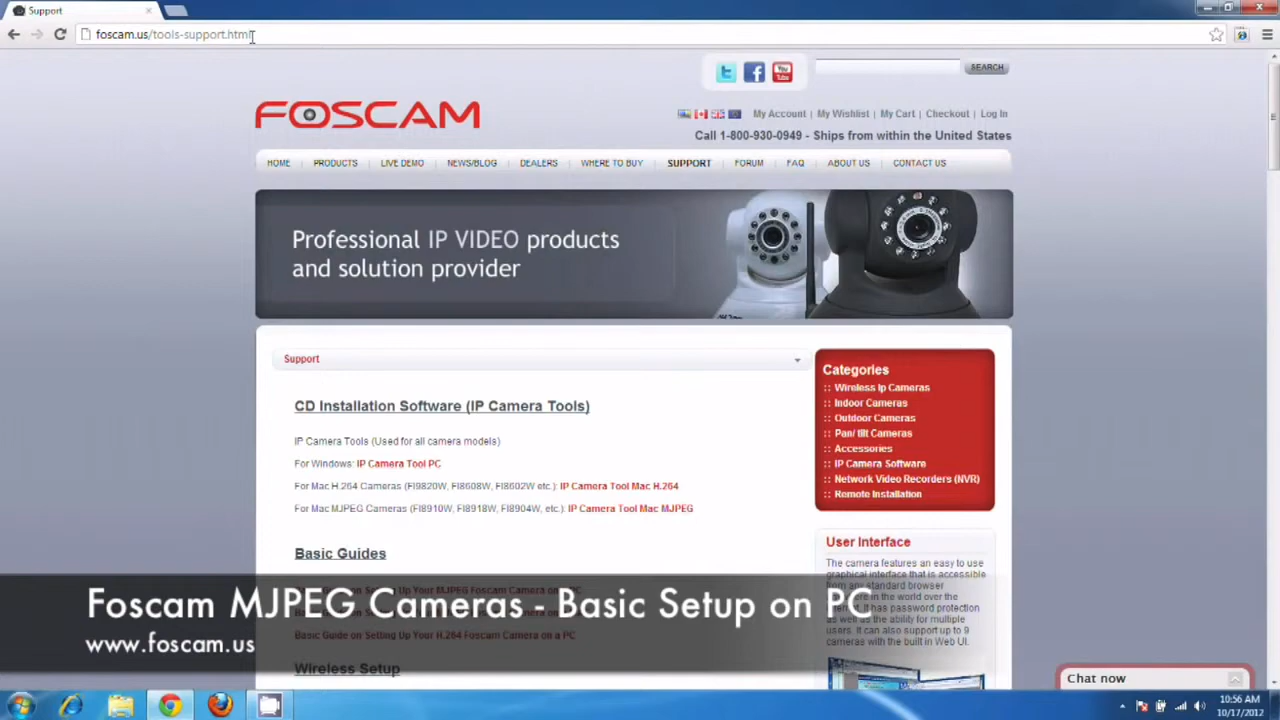 Support
foscam.us/tools-support.html
SEARCH
FOSCAM
My Account | My Wishlist | My Cart | Checkout | Log In
Call 1-800-930-0949 - Ships from within the United States
HOME PRODUCTS LIVE DEMO NEWS/BLOG DEALERS WHERE TO BUY SUPPORT FORUM FAQ ABOUT US CONTACT US
Professional IP VIDEO products
and solution provider
Support
CD Installation Software (IP Camera Tools)
IP Camera Tools (Used for all camera models)
For Windows: IP Camera Tool PC
For Mac H.264 Cameras (FI9820W, FI8608W, FI8602W etc.): IP Camera Tool Mac H.264
For Mac MJPEG Cameras (FI8910W, FI8918W, FI8904W, etc.): IP Camera Tool Mac MJPEG
Basic Guides
Setting Up Your MJPEG Foscam Camera on
Basic Guide on Setting Up Your H.264 Foscam Camera on a PC
Wireless Setup
Categories
:: Wireless Ip Cameras
:: Indoor Cameras
:: Outdoor Cameras
:: Pan/ tilt Cameras
:: Accessories
:: IP Camera Software
:: Network Video Recorders (NVR)
:: Remote Installation
User Interface
The camera features an easy to use
graphical interface that is accessible
from any standard browser
where in the world over the
It has password protection
as well as the ability for multiple
users. It can also support up to 9
cameras with the built in Web UI.
Foscam MJPEG Cameras - Basic Setup on PC
www.foscam.us
Chat now
10:56 AM
10/17/2012